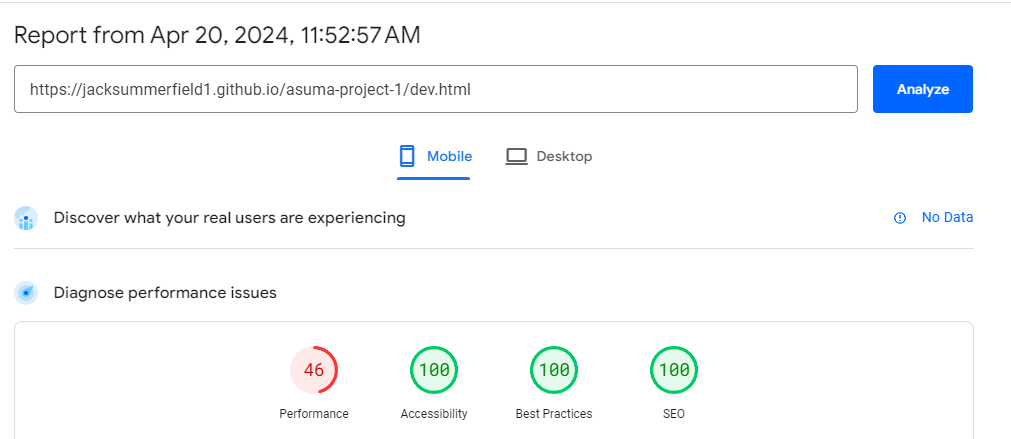 Report from Apr 20, 2024, 11:52:57 AM
https://jacksummerfield1.github.io/asuma-project-1/dev.html
Analyze
Mobile
Desktop
Discover what your real users are experiencing
No Data
Diagnose performance issues
46
100
100
100
Performance
Accessibility
Best Practices
SEO